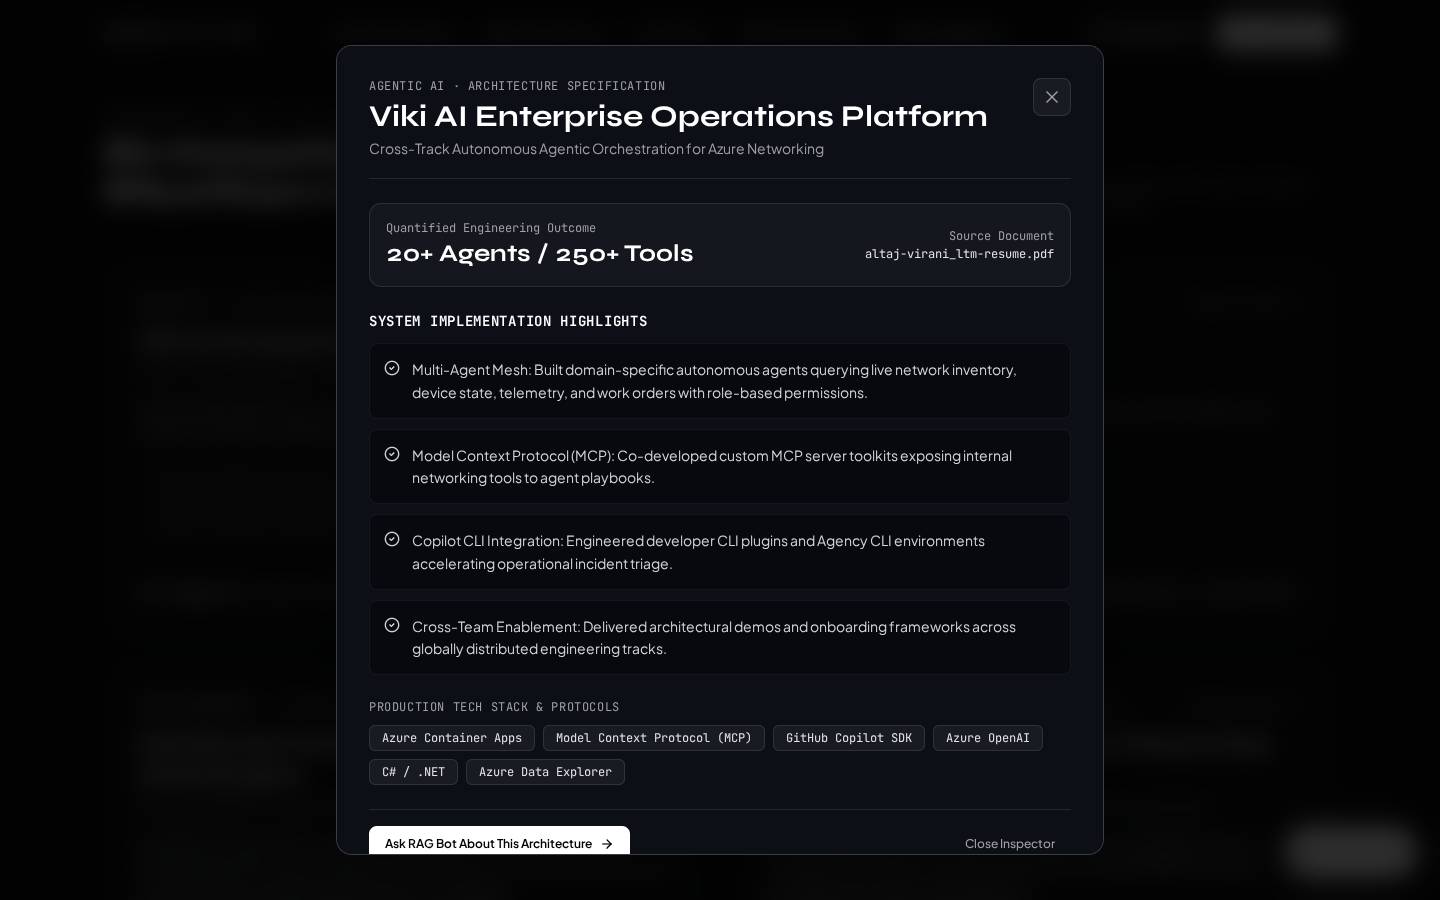 AGENTIC AI · ARCHITECTURE SPECIFICATION
Viki AI Enterprise Operations Platform
Cross-Track Autonomous Agentic Orchestration for Azure Networking
Quantified Engineering Outcome
20+ Agents / 250+ Tools
Source Document
altaj-virani_ltm-resume.pdf
SYSTEM IMPLEMENTATION HIGHLIGHTS
Multi-Agent Mesh: Built domain-specific autonomous agents querying live network inventory,
device state, telemetry, and work orders with role-based permissions.
Model Context Protocol (MCP): Co-developed custom MCP server toolkits exposing internal
networking tools to agent playbooks.
Copilot CLI Integration: Engineered developer CLI plugins and Agency CLI environments
accelerating operational incident triage.
Cross-Team Enablement: Delivered architectural demos and onboarding frameworks across
globally distributed engineering tracks.
PRODUCTION TECH STACK & PROTOCOLS
Azure Container Apps
Model Context Protocol (MCP)
GitHub Copilot SDK
Azure OpenAI
C# / .NET
Azure Data Explorer
Ask RAG Bot About This Architecture →
Close Inspector